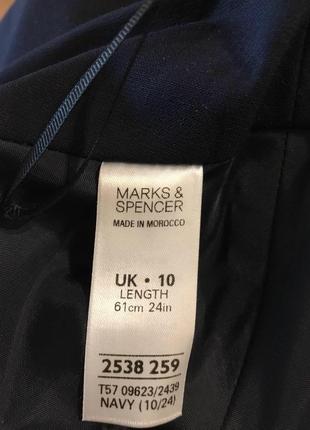 MARKS &
SPENCER
MADE IN MOROCCO
UK • 10
LENGTH
61cm 24in
2538 259
T57 09623/2439
NAVY (10/24)